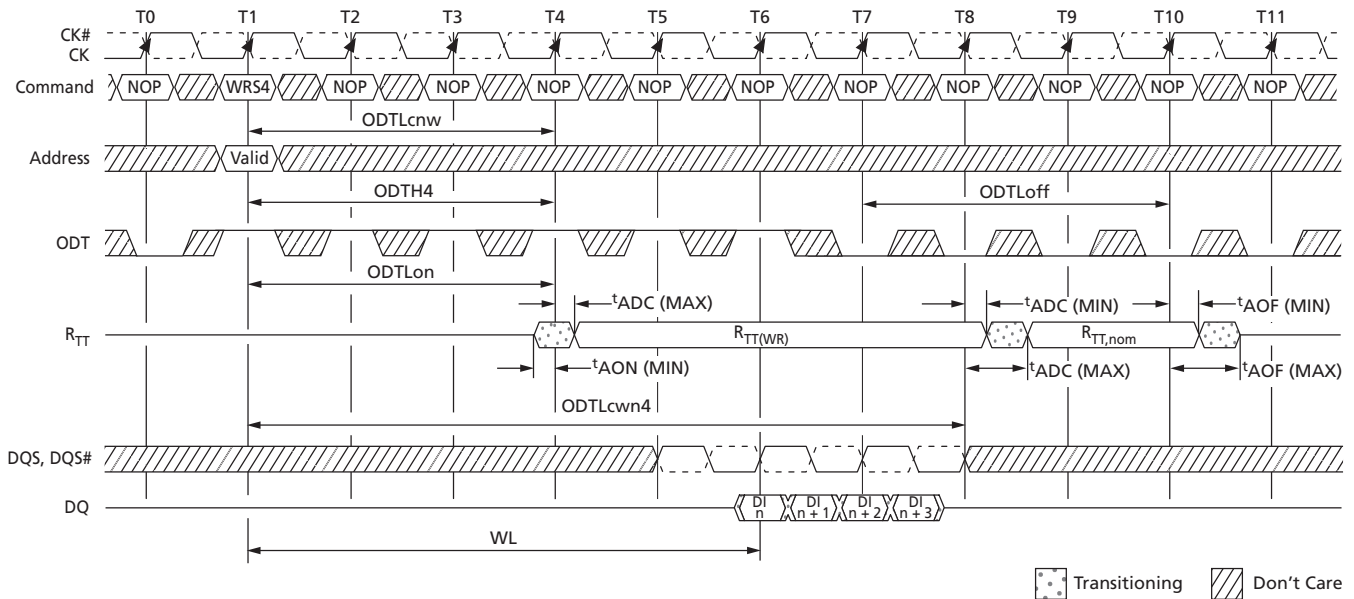 T0 T1 T2 T3 T4 T5 T6 T7 T8 T9 T10 T11
CK#
CK
Command NOP WRS4 NOP NOP NOP NOP NOP NOP NOP NOP NOP NOP
ODTLcnw
Address Valid
ODTH4 ODTLoff
ODT
ODTLon
tADC (MAX) tADC (MIN) tAOF (MIN)
RTT RTT(WR) RTT,nom
tAON (MIN) tADC (MAX) tAOF (MAX)
ODTLcwn4
DQS, DQS#
DQ DI n DI n + 1 DI n + 2 DI n + 3
WL
Transitioning Don't Care